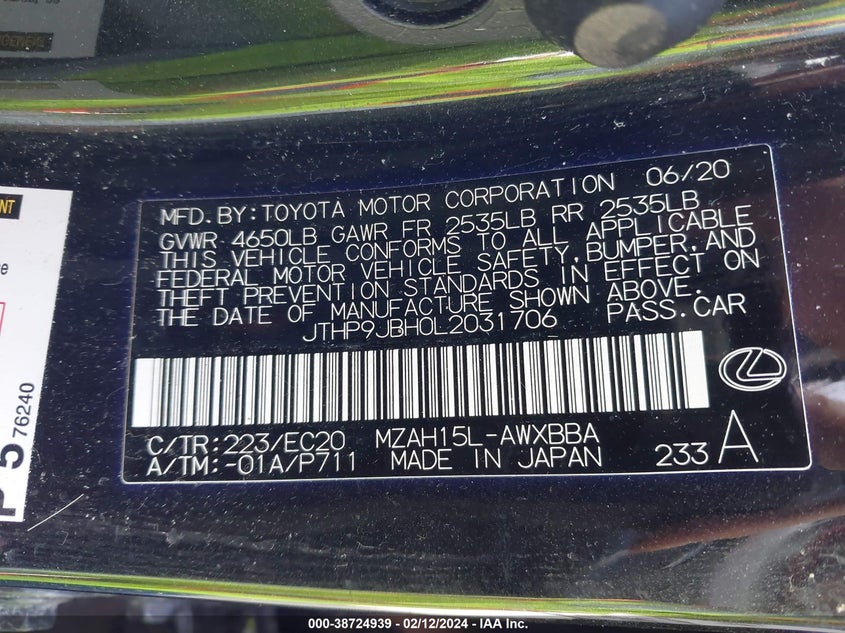 MFD.BY:TOYOTA MOTOR CORPORATION 06/20
GVWR 4650LB GAWR FR 2535LB RR 2535LB
THIS VEHICLE CONFORMS TO ALL APPLICABLE
FEDERAL MOTOR VEHICLE SAFETY,BUMPER,AND
THEFT PREVENTION STANDARDS IN EFFECT ON
THE DATE OF MANUFACTURE SHOWN ABOVE.
JTHP9JBH0L2031706 PASS.CAR
C/TR:223/EC20 MZAH15L-AWXBBA
A/TM:-01A/P711 MADE IN JAPAN 233 A
P 5 76240
000-38724939 - 02/12/2024 - IAA Inc.